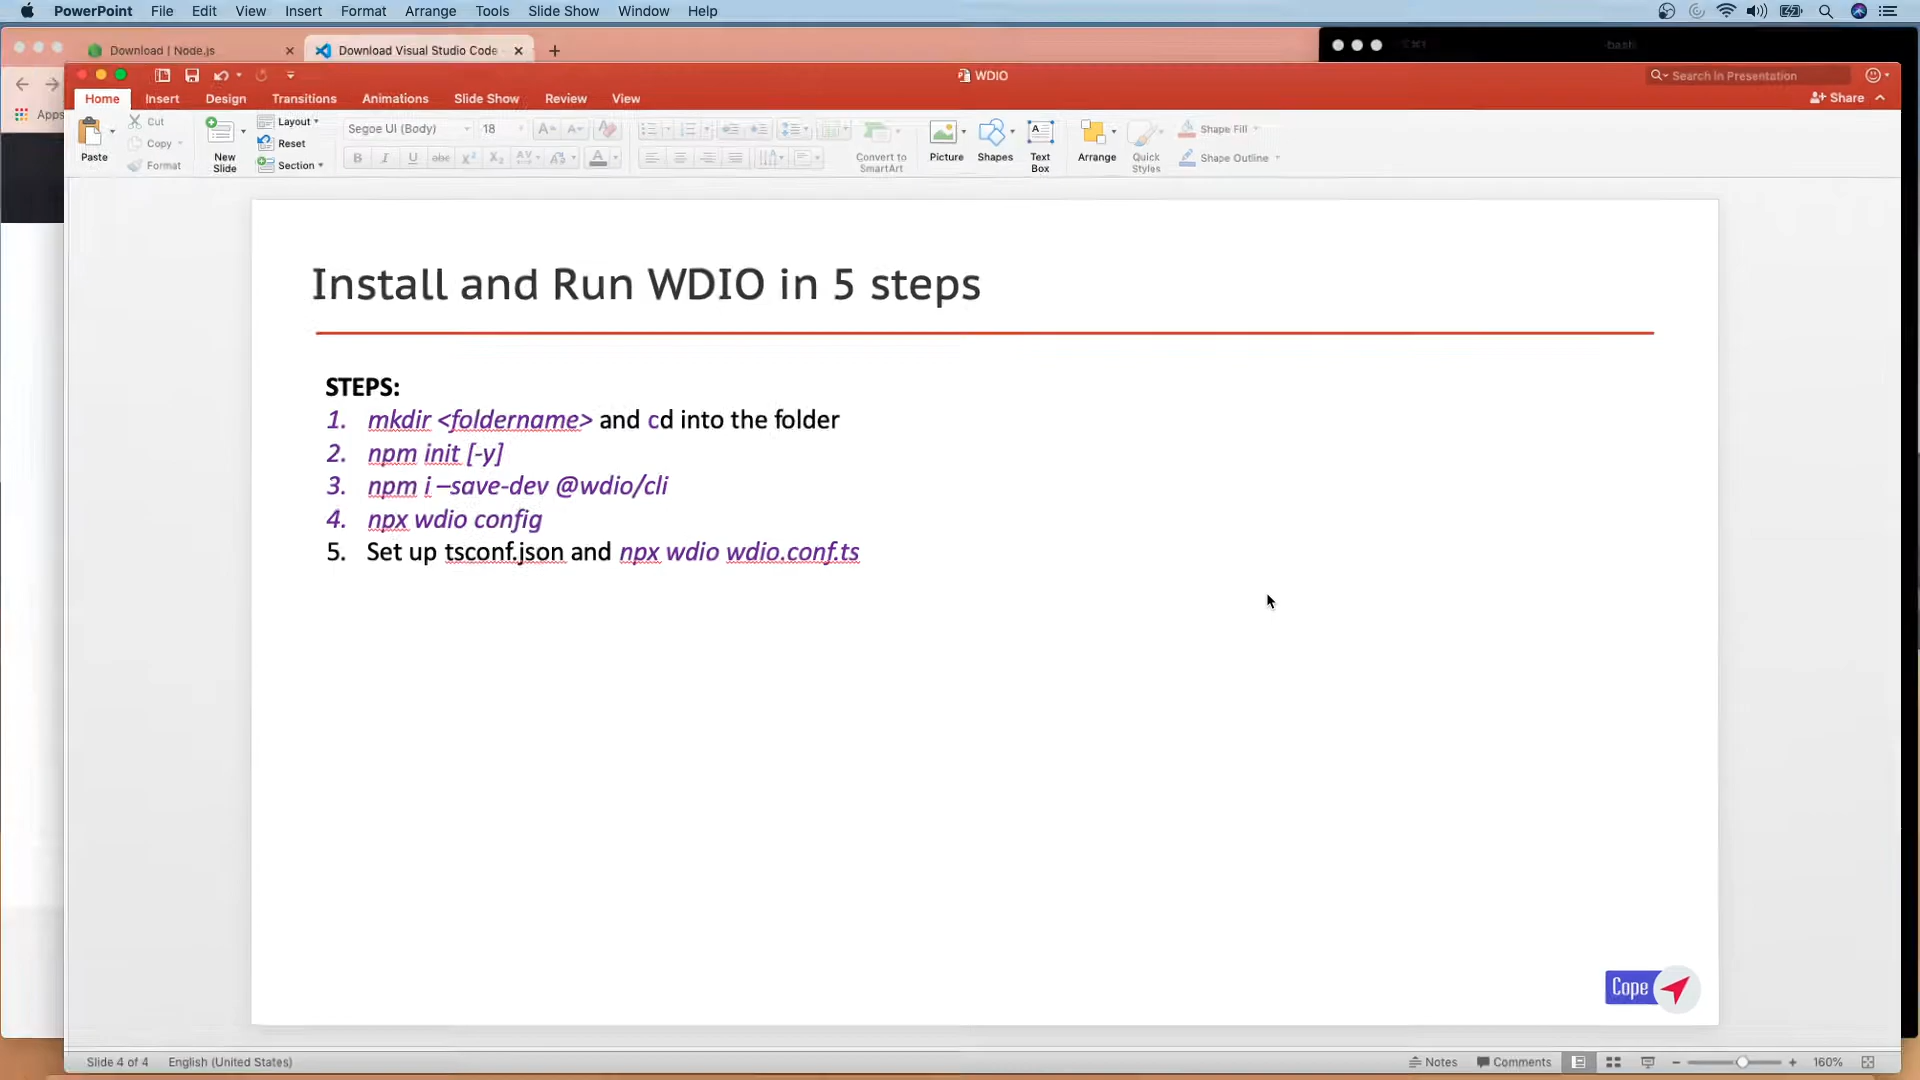 PowerPoint File Edit View Insert Format Arrange Tools Slide Show Window Help
Download | Node.js Download Visual Studio Code
-bash
WDIO Search in Presentation
Home Insert Design Transitions Animations Slide Show Review View Share
Apps
Paste Cut Copy Format New Slide Layout Reset Section
Segoe UI (Body) 18
Convert to SmartArt Picture Shapes Text Box Arrange Quick Styles Shape Fill Shape Outline
Install and Run WDIO in 5 steps
STEPS:
1. mkdir <foldername> and cd into the folder
2. npm init [-y]
3. npm i –save-dev @wdio/cli
4. npx wdio config
5. Set up tsconf.json and npx wdio wdio.conf.ts
Cope
Slide 4 of 4 English (United States) Notes Comments 160%